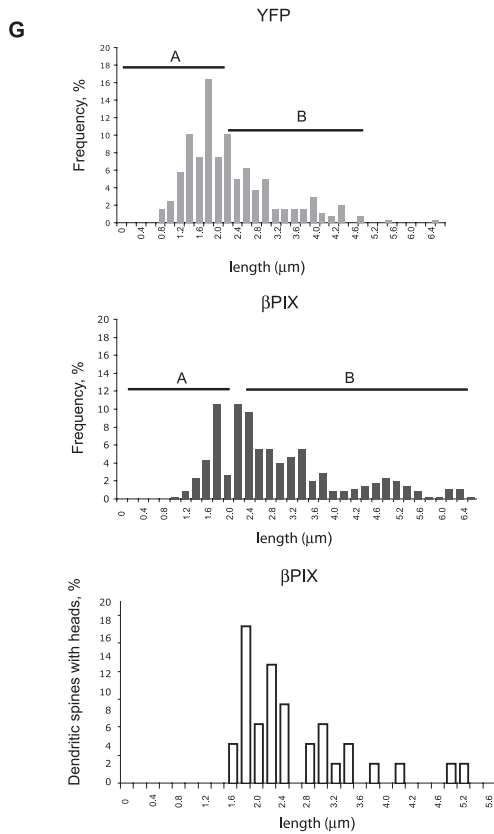 G
YFP
Frequency, %
20
18
16
14
12
10
8
6
4
2
0
A
B
0 0.4 0.8 1.2 1.6 2.0 2.4 2.8 3.2 3.6 4.0 4.2 4.6 5.2 5.6 6.0 6.4
length (μm)
βPIX
Frequency, %
20
18
16
14
12
10
8
6
4
2
0
A
B
0 0.4 0.8 1.2 1.6 2.0 2.4 2.8 3.2 3.6 4.0 4.4 4.8 5.2 5.6 6.0 6.4
length (μm)
βPIX
Dendritic spines with heads, %
20
18
16
14
12
10
8
6
4
2
0
0 0.4 0.8 1.2 1.6 2.0 2.4 2.8 3.2 3.6 4.0 4.4 4.8 5.2 5.6
length (μm)